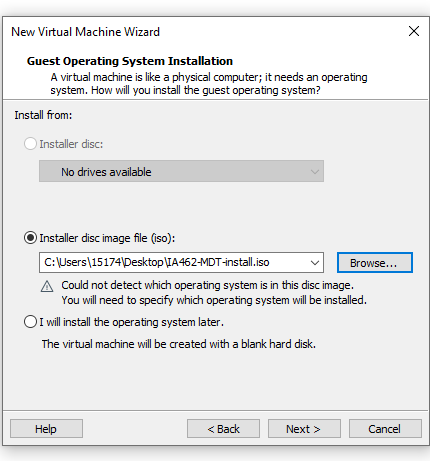 New Virtual Machine Wizard
Guest Operating System Installation
A virtual machine is like a physical computer; it needs an operating
system. How will you install the guest operating system?
Install from:
Installer disc:
No drives available
Installer disc image file (iso):
C:\Users\15174\Desktop\IA462-MDT-install.iso
Browse...
Could not detect which operating system is in this disc image.
You will need to specify which operating system will be installed.
I will install the operating system later.
The virtual machine will be created with a blank hard disk.
Help
< Back
Next >
Cancel